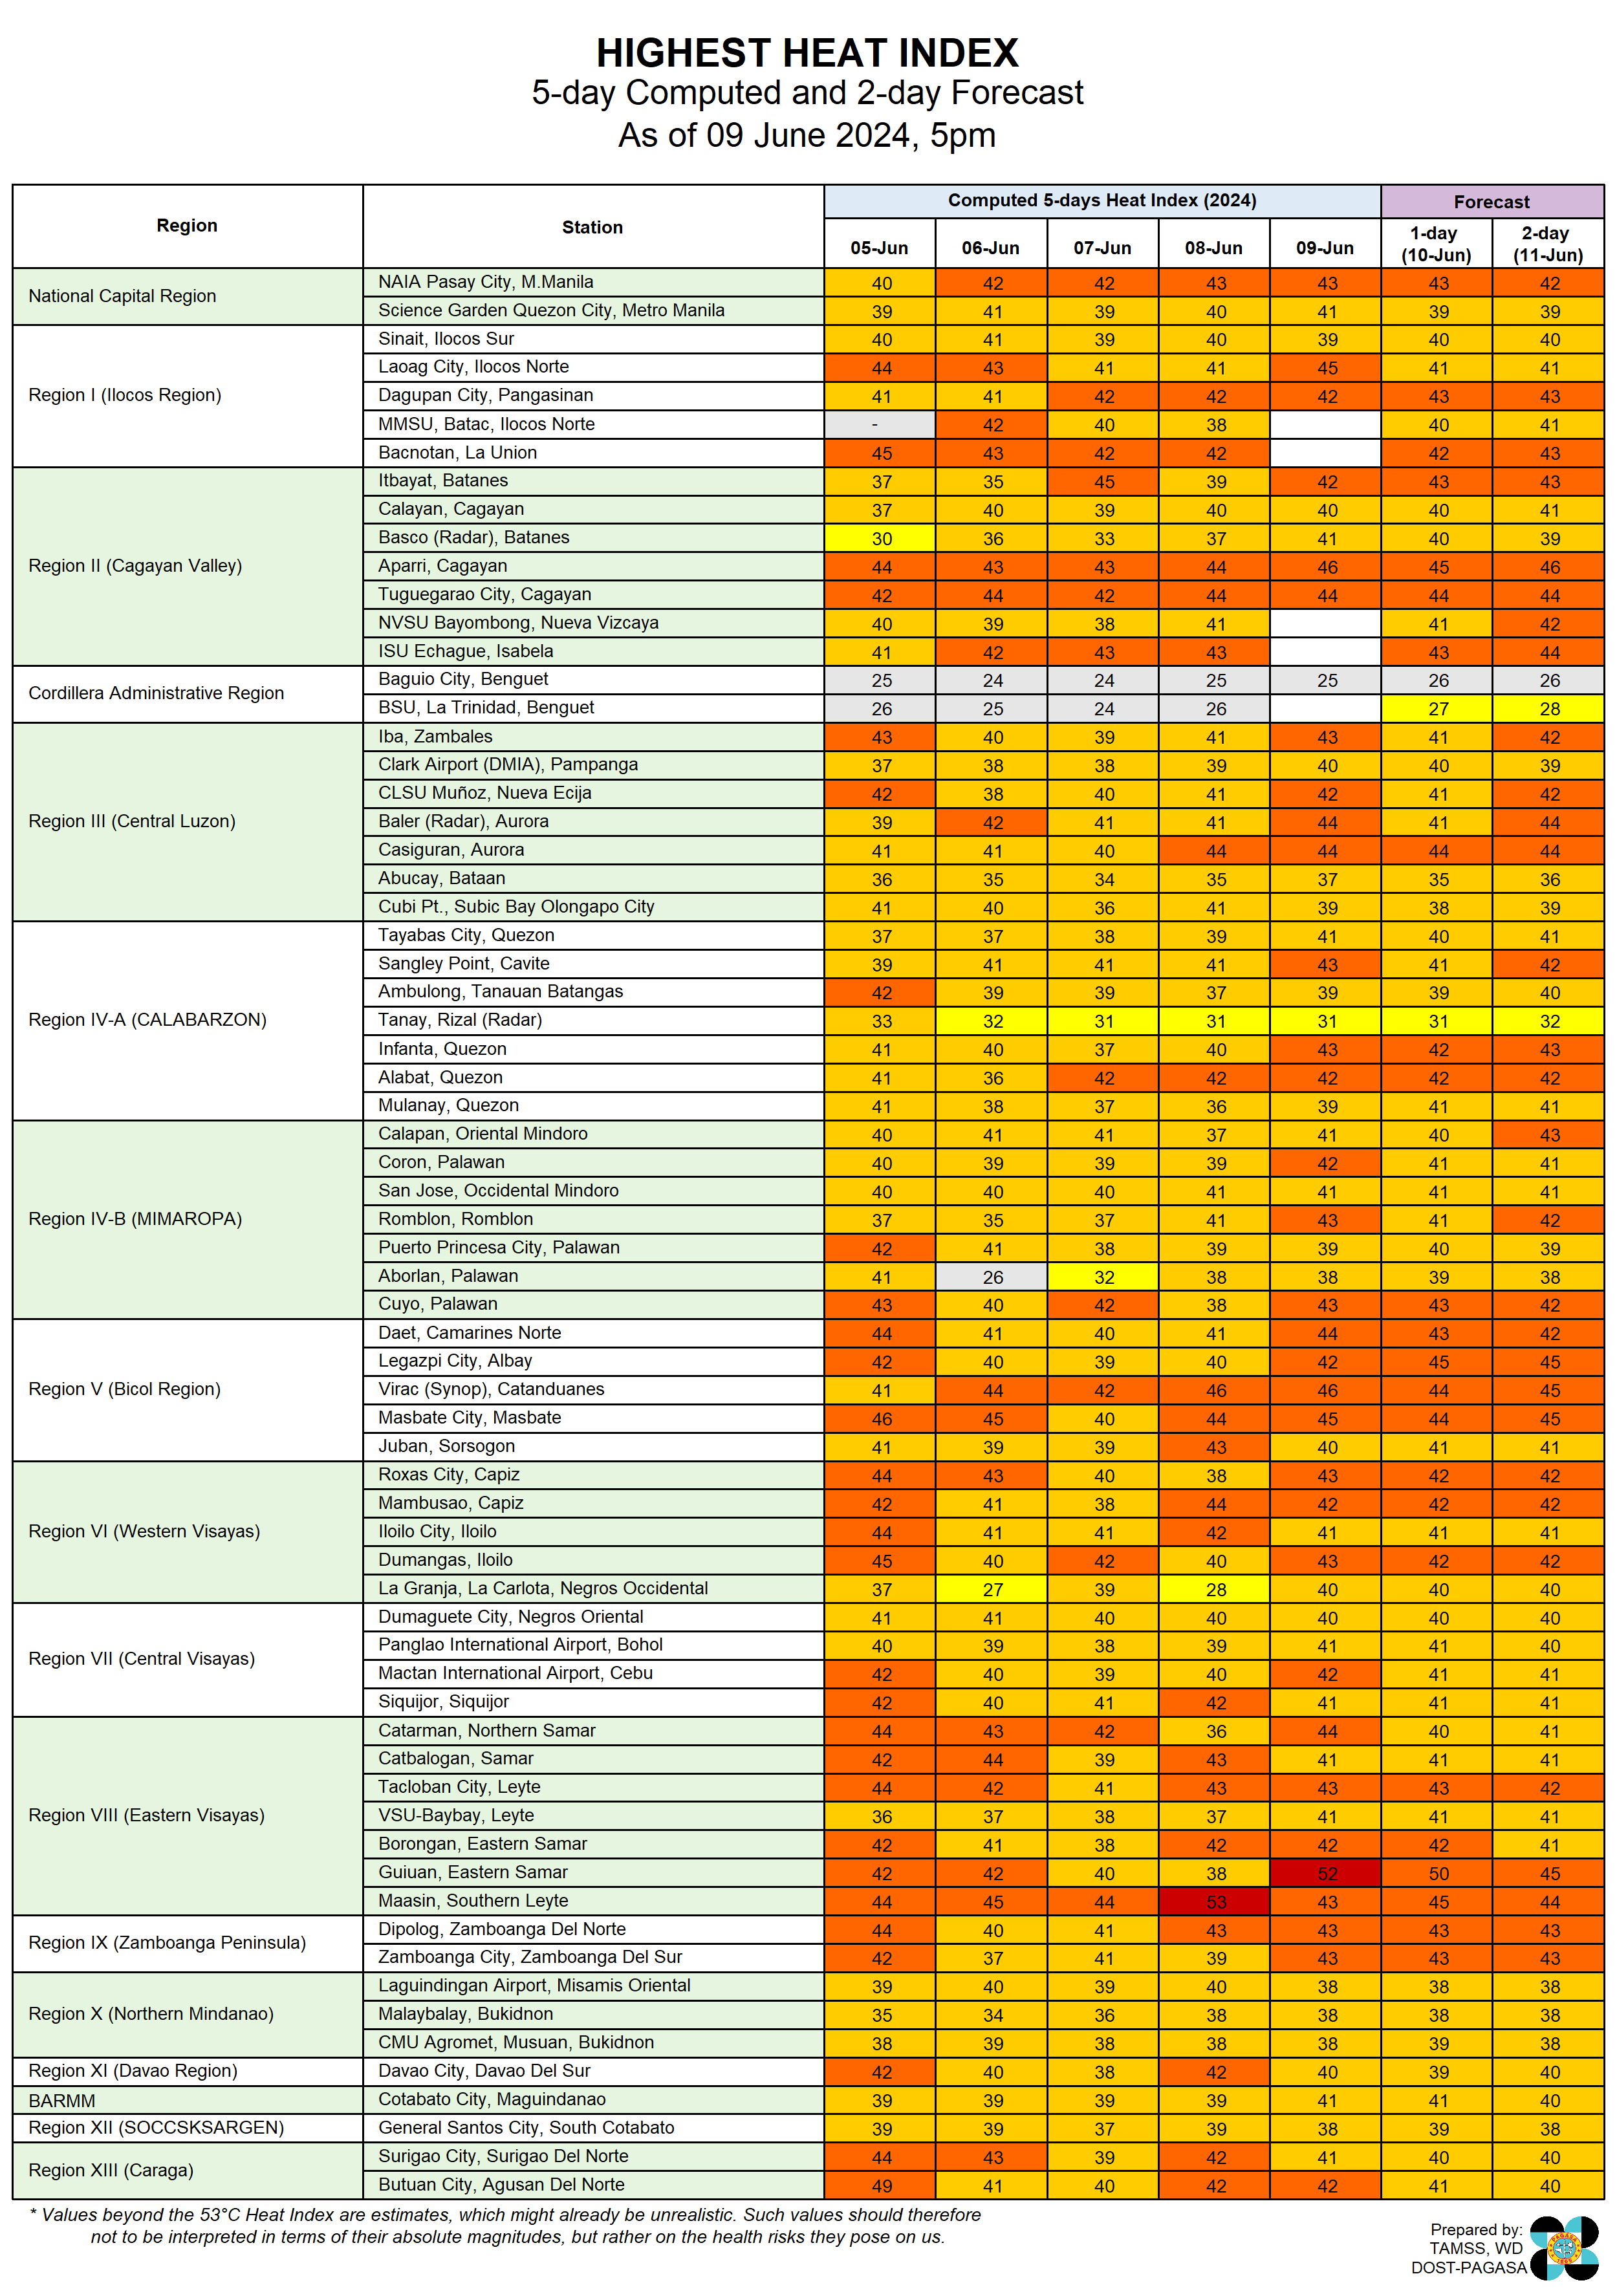 HIGHEST HEAT INDEX
5-day Computed and 2-day Forecast
As of 09 June 2024, 5pm
Region Station Computed 5-days Heat Index (2024) Forecast
05-Jun 06-Jun 07-Jun 08-Jun 09-Jun 1-day (10-Jun) 2-day (11-Jun)
National Capital Region
NAIA Pasay City, M.Manila 40 42 42 43 43 43 42
Science Garden Quezon City, Metro Manila 39 41 39 40 41 39 39
Region I (Ilocos Region)
Sinait, Ilocos Sur 40 41 39 40 39 40 40
Laoag City, Ilocos Norte 44 43 41 41 45 41 41
Dagupan City, Pangasinan 41 41 42 42 42 43 43
MMSU, Batac, Ilocos Norte - 42 40 38 40 41
Bacnotan, La Union 45 43 42 42 42 43
Region II (Cagayan Valley)
Itbayat, Batanes 37 35 45 39 42 43 43
Calayan, Cagayan 37 40 39 40 40 40 41
Basco (Radar), Batanes 30 36 33 37 41 40 39
Aparri, Cagayan 44 43 43 44 46 45 46
Tuguegarao City, Cagayan 42 44 42 44 44 44 44
NVSU Bayombong, Nueva Vizcaya 40 39 38 41 41 42
ISU Echague, Isabela 41 42 43 43 43 44
Cordillera Administrative Region
Baguio City, Benguet 25 24 24 25 25 26 26
BSU, La Trinidad, Benguet 26 25 24 26 27 28
Region III (Central Luzon)
Iba, Zambales 43 40 39 41 43 41 42
Clark Airport (DMIA), Pampanga 37 38 38 39 40 40 39
CLSU Muñoz, Nueva Ecija 42 38 40 41 42 41 42
Baler (Radar), Aurora 39 42 41 41 44 41 44
Casiguran, Aurora 41 41 40 44 44 44 44
Abucay, Bataan 36 35 34 35 37 35 36
Cubi Pt., Subic Bay Olongapo City 41 40 36 41 39 38 39
Region IV-A (CALABARZON)
Tayabas City, Quezon 37 37 38 39 41 40 41
Sangley Point, Cavite 39 41 41 41 43 41 42
Ambulong, Tanauan Batangas 42 39 39 37 39 39 40
Tanay, Rizal (Radar) 33 32 31 31 31 31 32
Infanta, Quezon 41 40 37 40 43 42 43
Alabat, Quezon 41 36 42 42 42 42 42
Mulanay, Quezon 41 38 37 36 39 41 41
Region IV-B (MIMAROPA)
Calapan, Oriental Mindoro 40 41 41 37 41 40 43
Coron, Palawan 40 39 39 39 42 41 41
San Jose, Occidental Mindoro 40 40 40 41 41 41 41
Romblon, Romblon 37 35 37 41 43 41 42
Puerto Princesa City, Palawan 42 41 38 39 39 40 39
Aborlan, Palawan 41 26 32 38 38 39 38
Cuyo, Palawan 43 40 42 38 43 43 42
Region V (Bicol Region)
Daet, Camarines Norte 44 41 40 41 44 43 42
Legazpi City, Albay 42 40 39 40 42 45 45
Virac (Synop), Catanduanes 41 44 42 46 46 44 45
Masbate City, Masbate 46 45 40 44 45 44 45
Juban, Sorsogon 41 39 39 43 40 41 41
Region VI (Western Visayas)
Roxas City, Capiz 44 43 40 38 43 42 42
Mambusao, Capiz 42 41 38 44 42 42 42
Iloilo City, Iloilo 44 41 41 42 41 41 41
Dumangas, Iloilo 45 40 42 40 43 42 42
La Granja, La Carlota, Negros Occidental 37 27 39 28 40 40 40
Region VII (Central Visayas)
Dumaguete City, Negros Oriental 41 41 40 40 40 40 40
Panglao International Airport, Bohol 40 39 38 39 41 41 40
Mactan International Airport, Cebu 42 40 39 40 42 41 41
Siquijor, Siquijor 42 40 41 42 41 41 41
Region VIII (Eastern Visayas)
Catarman, Northern Samar 44 43 42 36 44 40 41
Catbalogan, Samar 42 44 39 43 41 41 41
Tacloban City, Leyte 44 42 41 43 43 43 42
VSU-Baybay, Leyte 36 37 38 37 41 41 41
Borongan, Eastern Samar 42 41 38 42 42 42 41
Guiuan, Eastern Samar 42 42 40 38 52 50 45
Maasin, Southern Leyte 44 45 44 53 43 45 44
Region IX (Zamboanga Peninsula)
Dipolog, Zamboanga Del Norte 44 40 41 43 43 43 43
Zamboanga City, Zamboanga Del Sur 42 37 41 39 43 43 43
Region X (Northern Mindanao)
Laguindingan Airport, Misamis Oriental 39 40 39 40 38 38 38
Malaybalay, Bukidnon 35 34 36 38 38 38 38
CMU Agromet, Musuan, Bukidnon 38 39 38 38 38 39 38
Region XI (Davao Region) Davao City, Davao Del Sur 42 40 38 42 40 39 40
BARMM Cotabato City, Maguindanao 39 39 39 39 41 41 40
Region XII (SOCCSKSARGEN) General Santos City, South Cotabato 39 39 37 39 38 39 38
Region XIII (Caraga)
Surigao City, Surigao Del Norte 44 43 39 42 41 40 40
Butuan City, Agusan Del Norte 49 41 40 42 42 41 40
* Values beyond the 53°C Heat Index are estimates, which might already be unrealistic. Such values should therefore
not to be interpreted in terms of their absolute magnitudes, but rather on the health risks they pose on us.
Prepared by:
TAMSS, WD
DOST-PAGASA